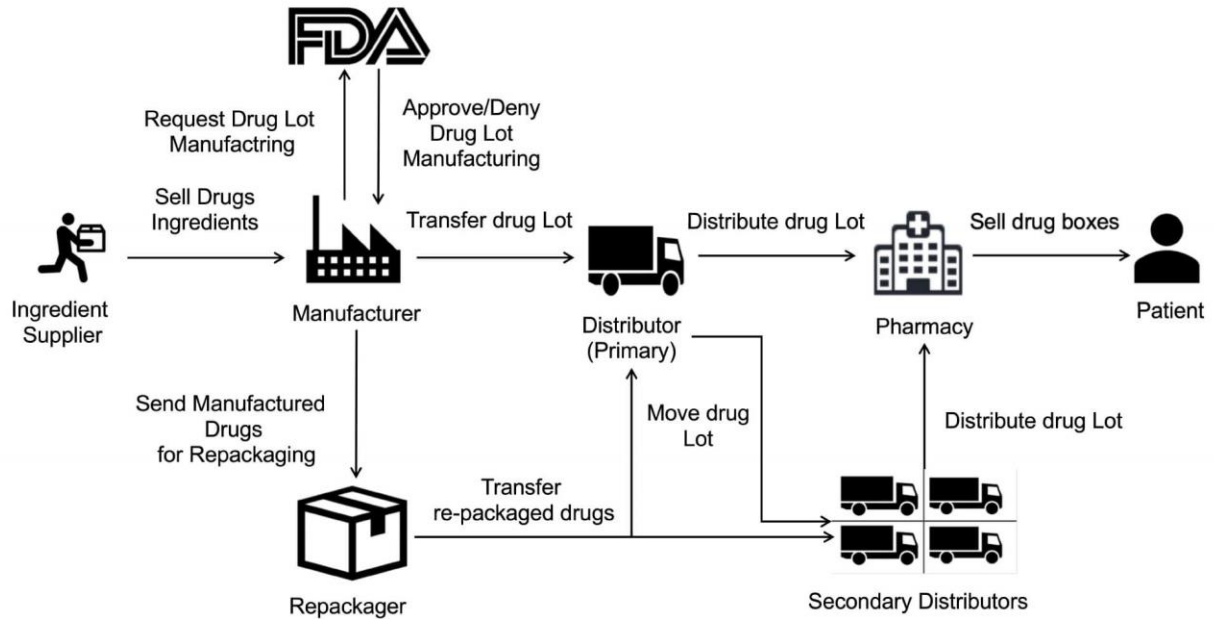 FDA
Request Drug Lot
Manufactring
Approve/Deny
Drug Lot
Manufacturing
Sell Drugs
Ingredients
Transfer drug Lot
Distribute drug Lot
Sell drug boxes
Ingredient
Supplier
Manufacturer
Distributor
(Primary)
Pharmacy
Patient
Send Manufactured
Drugs
for Repackaging
Move drug
Lot
Distribute drug Lot
Transfer
re-packaged drugs
Repackager
Secondary Distributors